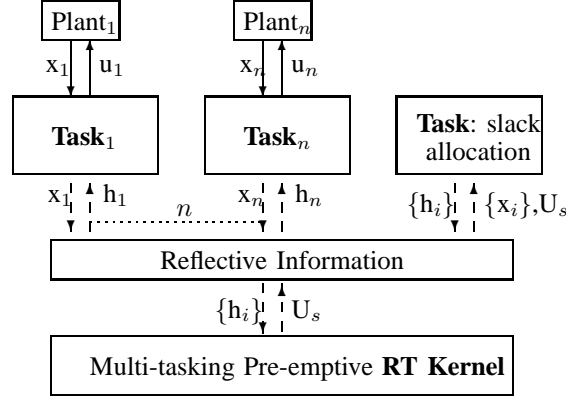 Plant₁ Plantₙ
x₁ u₁ xₙ uₙ
Task₁ Taskₙ Task: slack
allocation
x₁ h₁ n xₙ hₙ {hᵢ} {xᵢ},Uₛ
Reflective Information
{hᵢ} Uₛ
Multi-tasking Pre-emptive RT Kernel